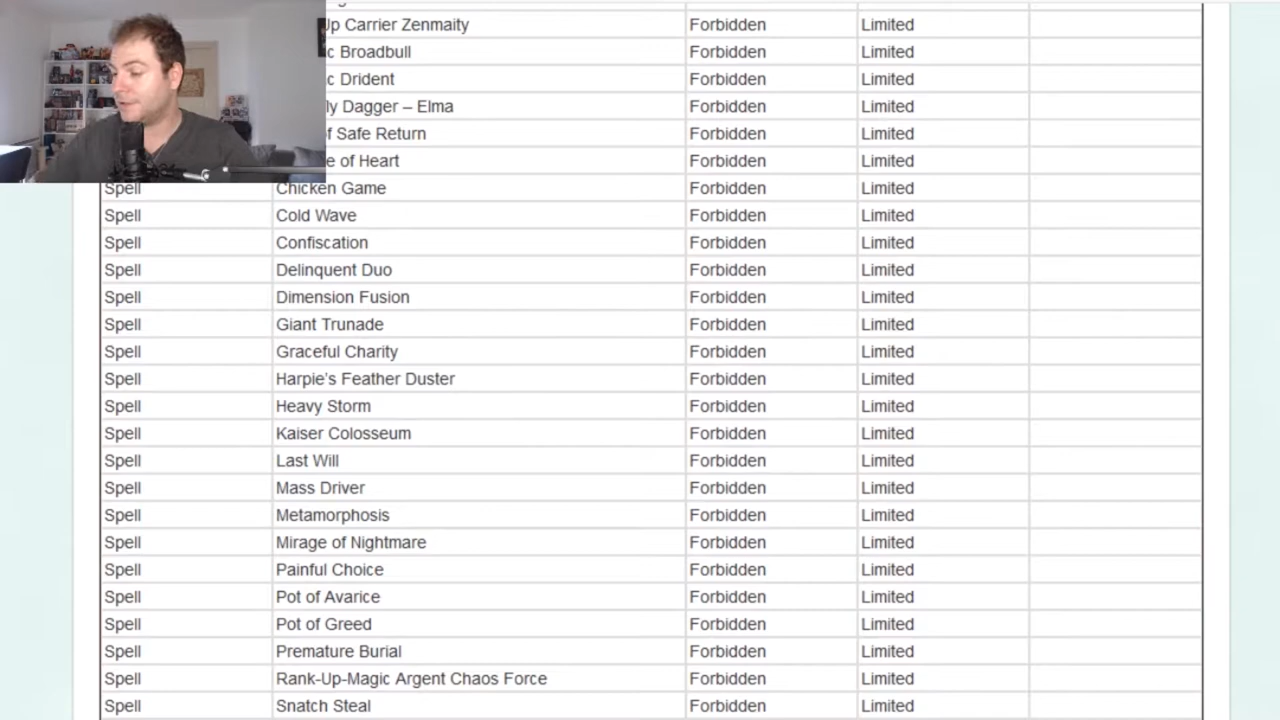 Up Carrier Zenmaity Forbidden Limited
c Broadbull Forbidden Limited
c Drident Forbidden Limited
ly Dagger – Elma Forbidden Limited
of Safe Return Forbidden Limited
e of Heart Forbidden Limited
Spell Chicken Game Forbidden Limited
Spell Cold Wave Forbidden Limited
Spell Confiscation Forbidden Limited
Spell Delinquent Duo Forbidden Limited
Spell Dimension Fusion Forbidden Limited
Spell Giant Trunade Forbidden Limited
Spell Graceful Charity Forbidden Limited
Spell Harpie’s Feather Duster Forbidden Limited
Spell Heavy Storm Forbidden Limited
Spell Kaiser Colosseum Forbidden Limited
Spell Last Will Forbidden Limited
Spell Mass Driver Forbidden Limited
Spell Metamorphosis Forbidden Limited
Spell Mirage of Nightmare Forbidden Limited
Spell Painful Choice Forbidden Limited
Spell Pot of Avarice Forbidden Limited
Spell Pot of Greed Forbidden Limited
Spell Premature Burial Forbidden Limited
Spell Rank-Up-Magic Argent Chaos Force Forbidden Limited
Spell Snatch Steal Forbidden Limited